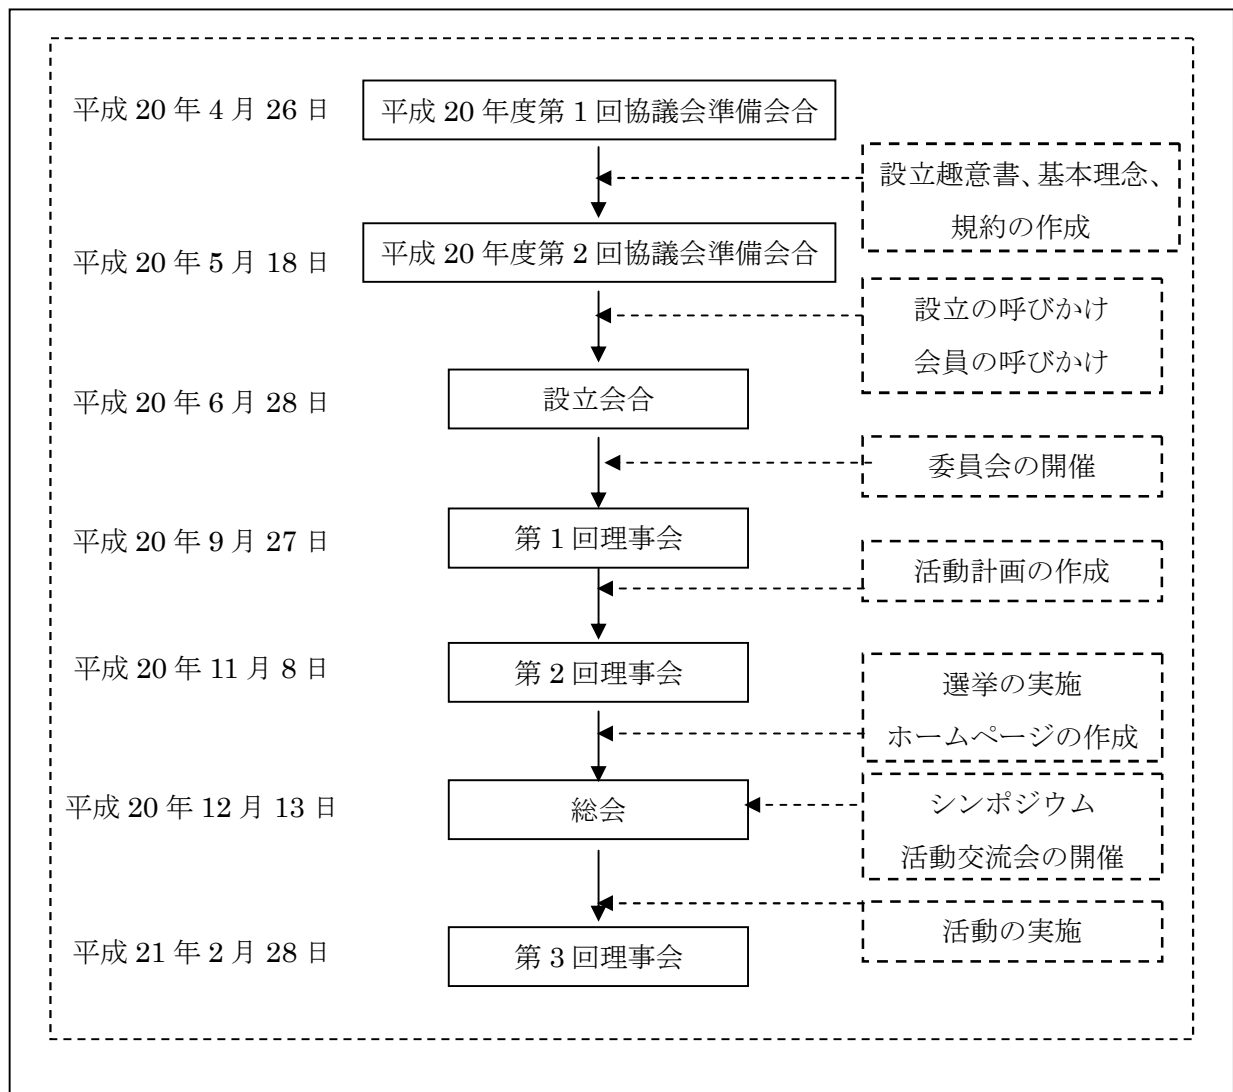 平成 20 年 4 月 26 日
平成 20 年度第 1 回協議会準備会合
設立趣意書、基本理念、
規約の作成
平成 20 年 5 月 18 日
平成 20 年度第 2 回協議会準備会合
設立の呼びかけ
会員の呼びかけ
平成 20 年 6 月 28 日
設立会合
委員会の開催
平成 20 年 9 月 27 日
第 1 回理事会
活動計画の作成
平成 20 年 11 月 8 日
第 2 回理事会
選挙の実施
ホームページの作成
平成 20 年 12 月 13 日
総会
シンポジウム
活動交流会の開催
活動の実施
平成 21 年 2 月 28 日
第 3 回理事会